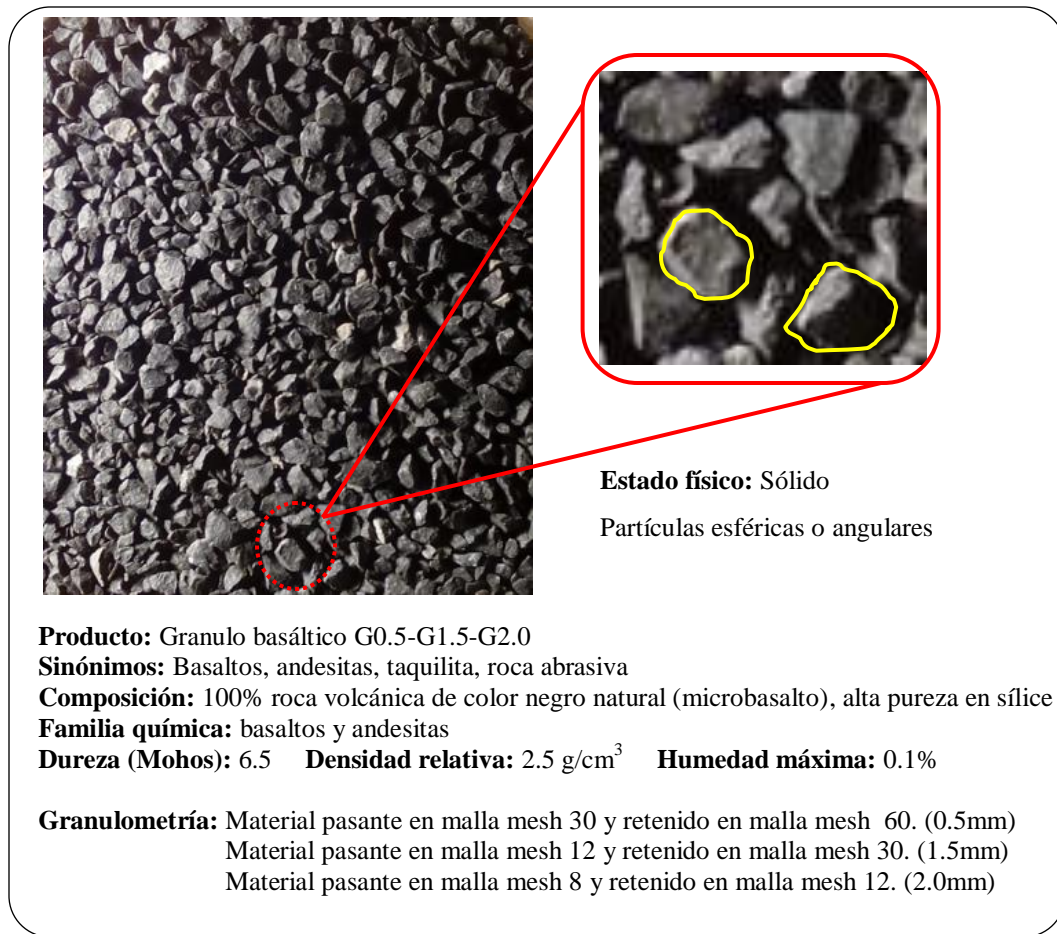 Estado físico: Sólido
Partículas esféricas o angulares
Producto: Granulo basáltico G0.5-G1.5-G2.0
Sinónimos: Basaltos, andesitas, taquilita, roca abrasiva
Composición: 100% roca volcánica de color negro natural (microbasalto), alta pureza en sílice
Familia química: basaltos y andesitas
Dureza (Mohos): 6.5 Densidad relativa: 2.5 g/cm³ Humedad máxima: 0.1%
Granulometría: Material pasante en malla mesh 30 y retenido en malla mesh 60. (0.5mm)
Material pasante en malla mesh 12 y retenido en malla mesh 30. (1.5mm)
Material pasante en malla mesh 8 y retenido en malla mesh 12. (2.0mm)